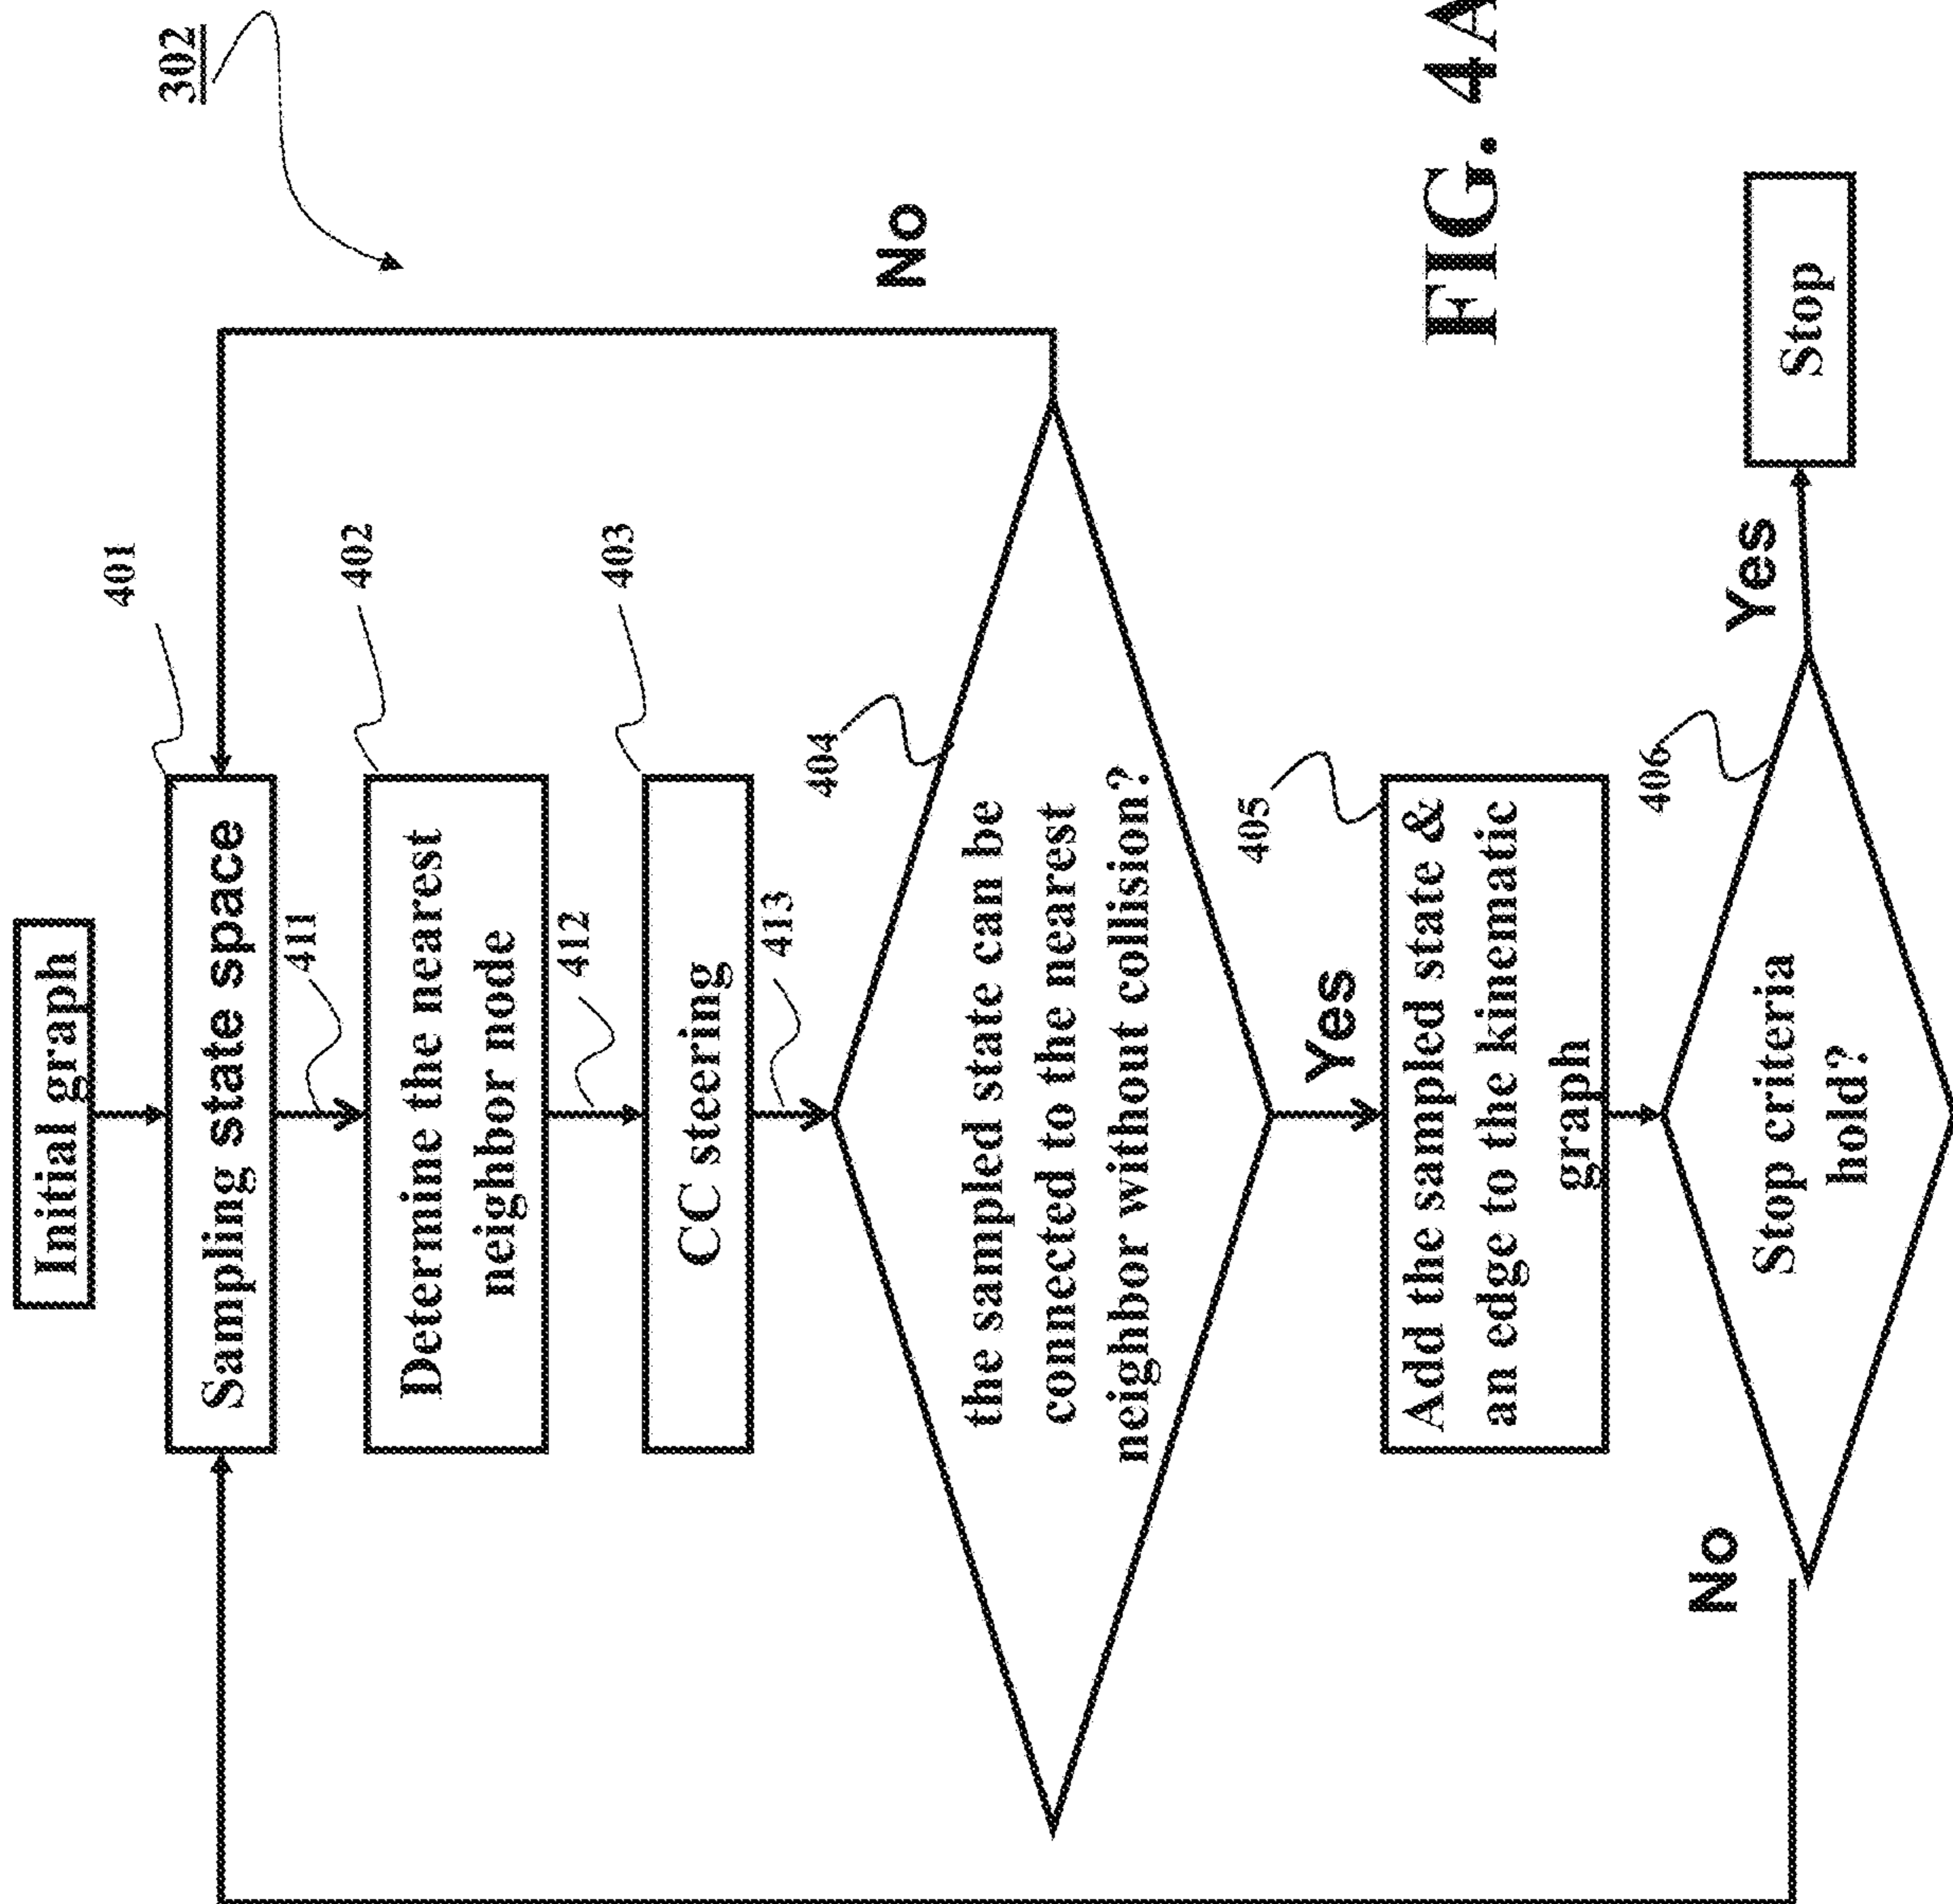 302
Initial graph
401
Sampling state space
411
402
Determine the nearest
neighbor node
412
403
CC steering
413
404
the sampled state can be
connected to the nearest
neighbor without collision?
No
Yes
405
Add the sampled state &
an edge to the kinematic
graph
406
Stop criteria
hold?
No
Yes
Stop
FIG. 4A